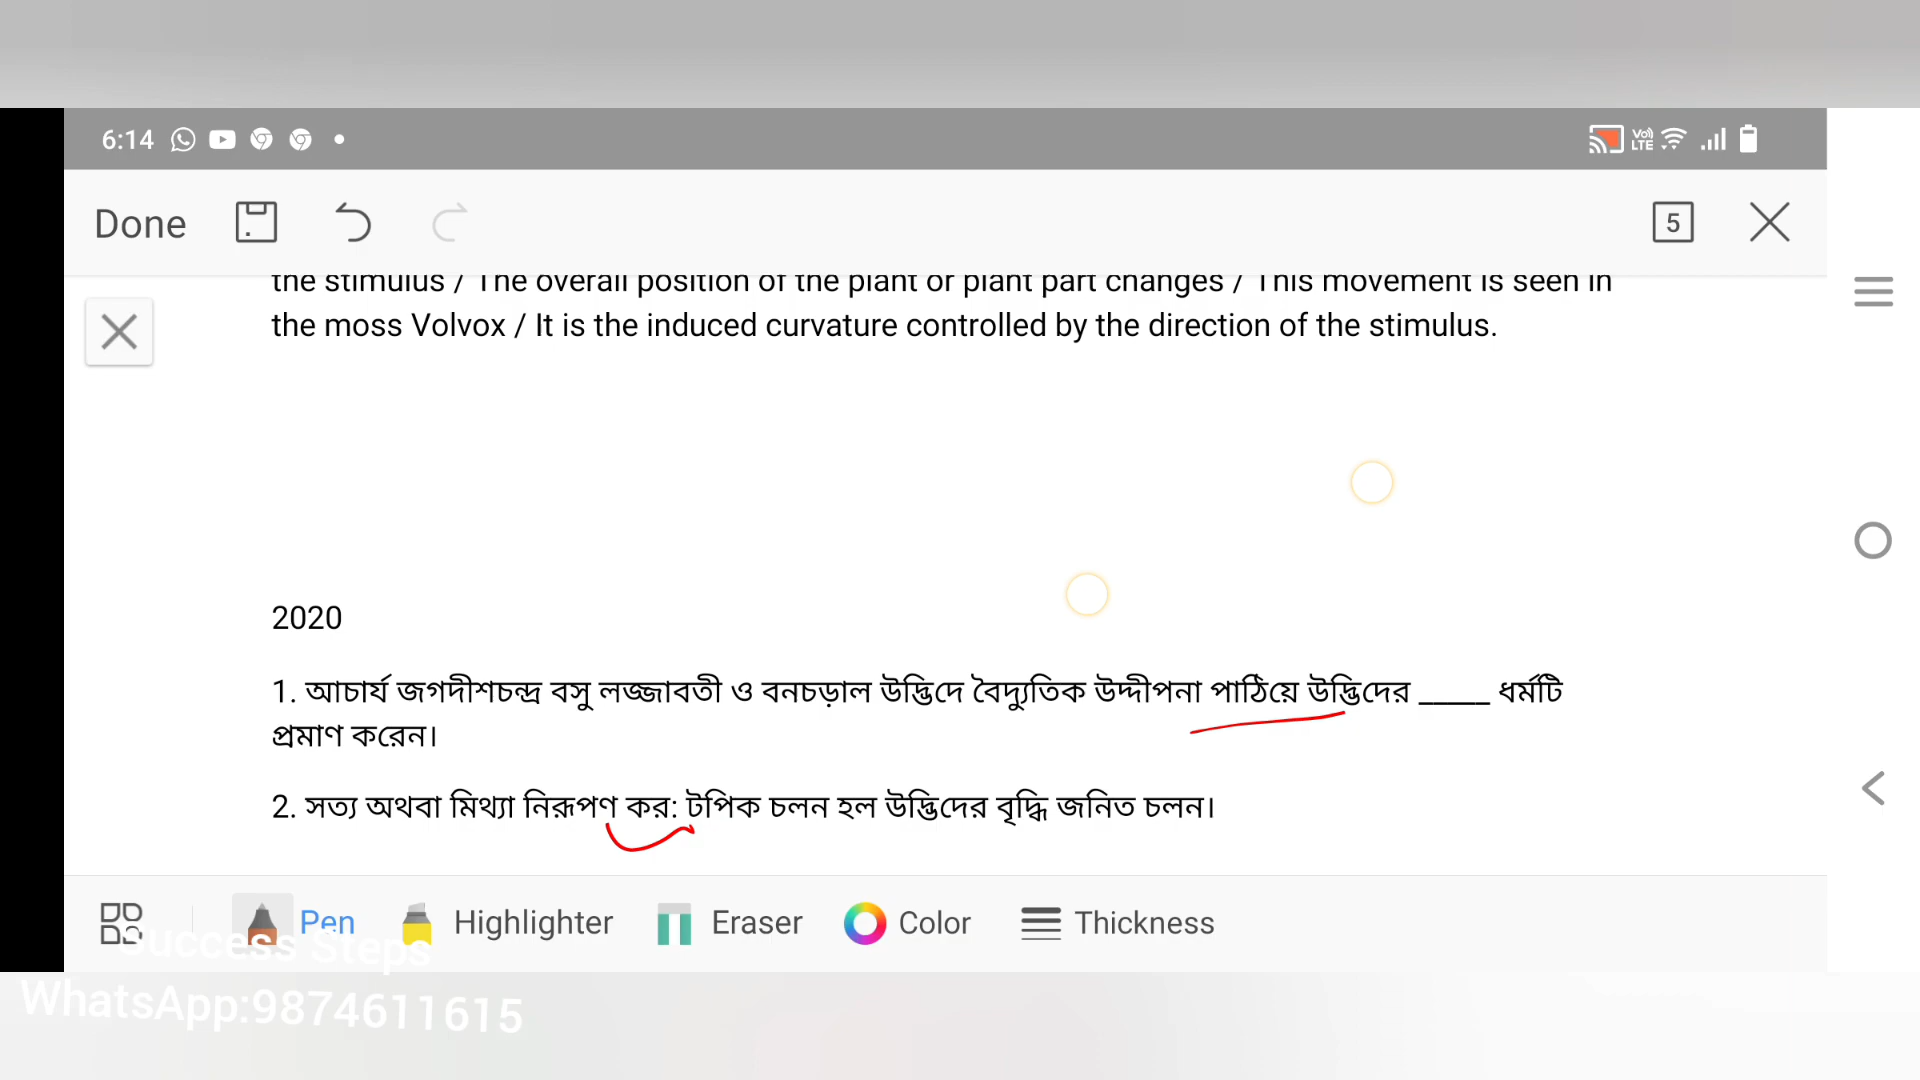 6:14
Vo)) LTE
Done
5
the stimulus / The overall position of the plant or plant part changes / This movement is seen in
the moss Volvox / It is the induced curvature controlled by the direction of the stimulus.
2020
1. আচার্য জগদীশচন্দ্র বসু লজ্জাবতী ও বনচড়াল উদ্ভিদে বৈদ্যুতিক উদ্দীপনা পাঠিয়ে উদ্ভিদের _____ ধর্মটি
প্রমাণ করেন।
2. সত্য অথবা মিথ্যা নিরূপণ কর: টপিক চলন হল উদ্ভিদের বৃদ্ধি জনিত চলন।
Pen Highlighter Eraser Color Thickness
Success Steps
WhatsApp:9874611615